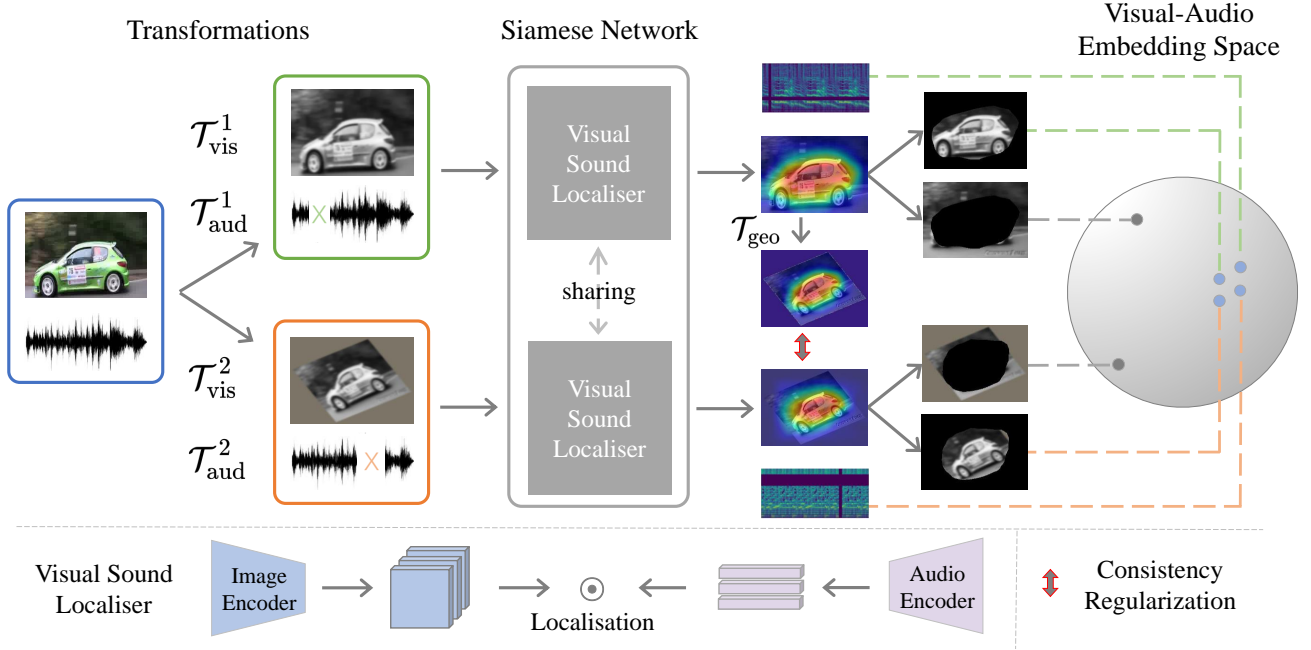 Transformations
Siamese Network
Visual-Audio
Embedding Space
𝒯¹vis
𝒯¹aud
𝒯²vis
𝒯²aud
Visual
Sound
Localiser
sharing
Visual
Sound
Localiser
𝒯geo
Visual Sound
Localiser
Image
Encoder
Localisation
Audio
Encoder
Consistency
Regularization